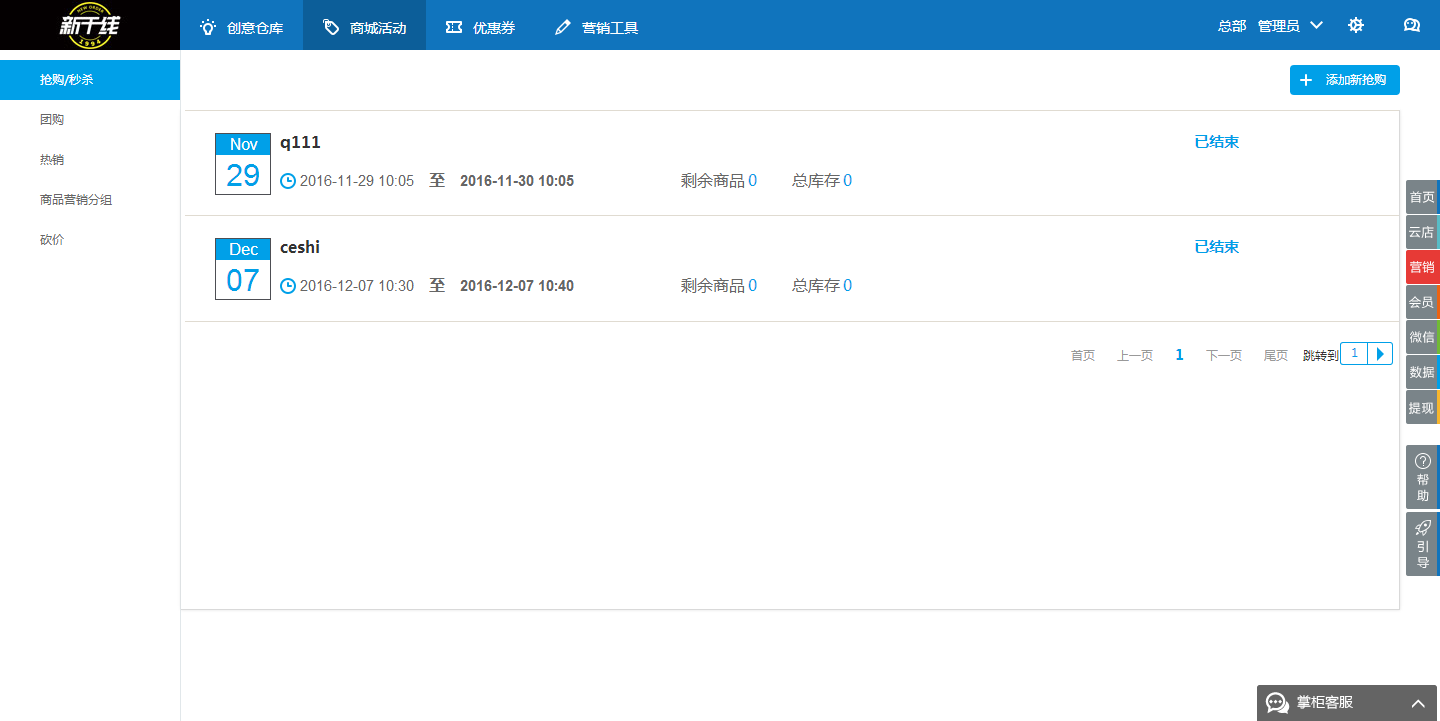 NEW ORDER
新干线
1994
创意仓库
商城活动
优惠券
营销工具
总部 管理员
抢购/秒杀
团购
热销
商品营销分组
砍价
添加新抢购
Nov
29
q111
已结束
2016-11-29 10:05 至 2016-11-30 10:05
剩余商品 0
总库存 0
Dec
07
ceshi
已结束
2016-12-07 10:30 至 2016-12-07 10:40
剩余商品 0
总库存 0
首页 上一页 1 下一页 尾页 跳转到 1
首页
云店
营销
会员
微信
数据
提现
帮
助
引
导
掌柜客服